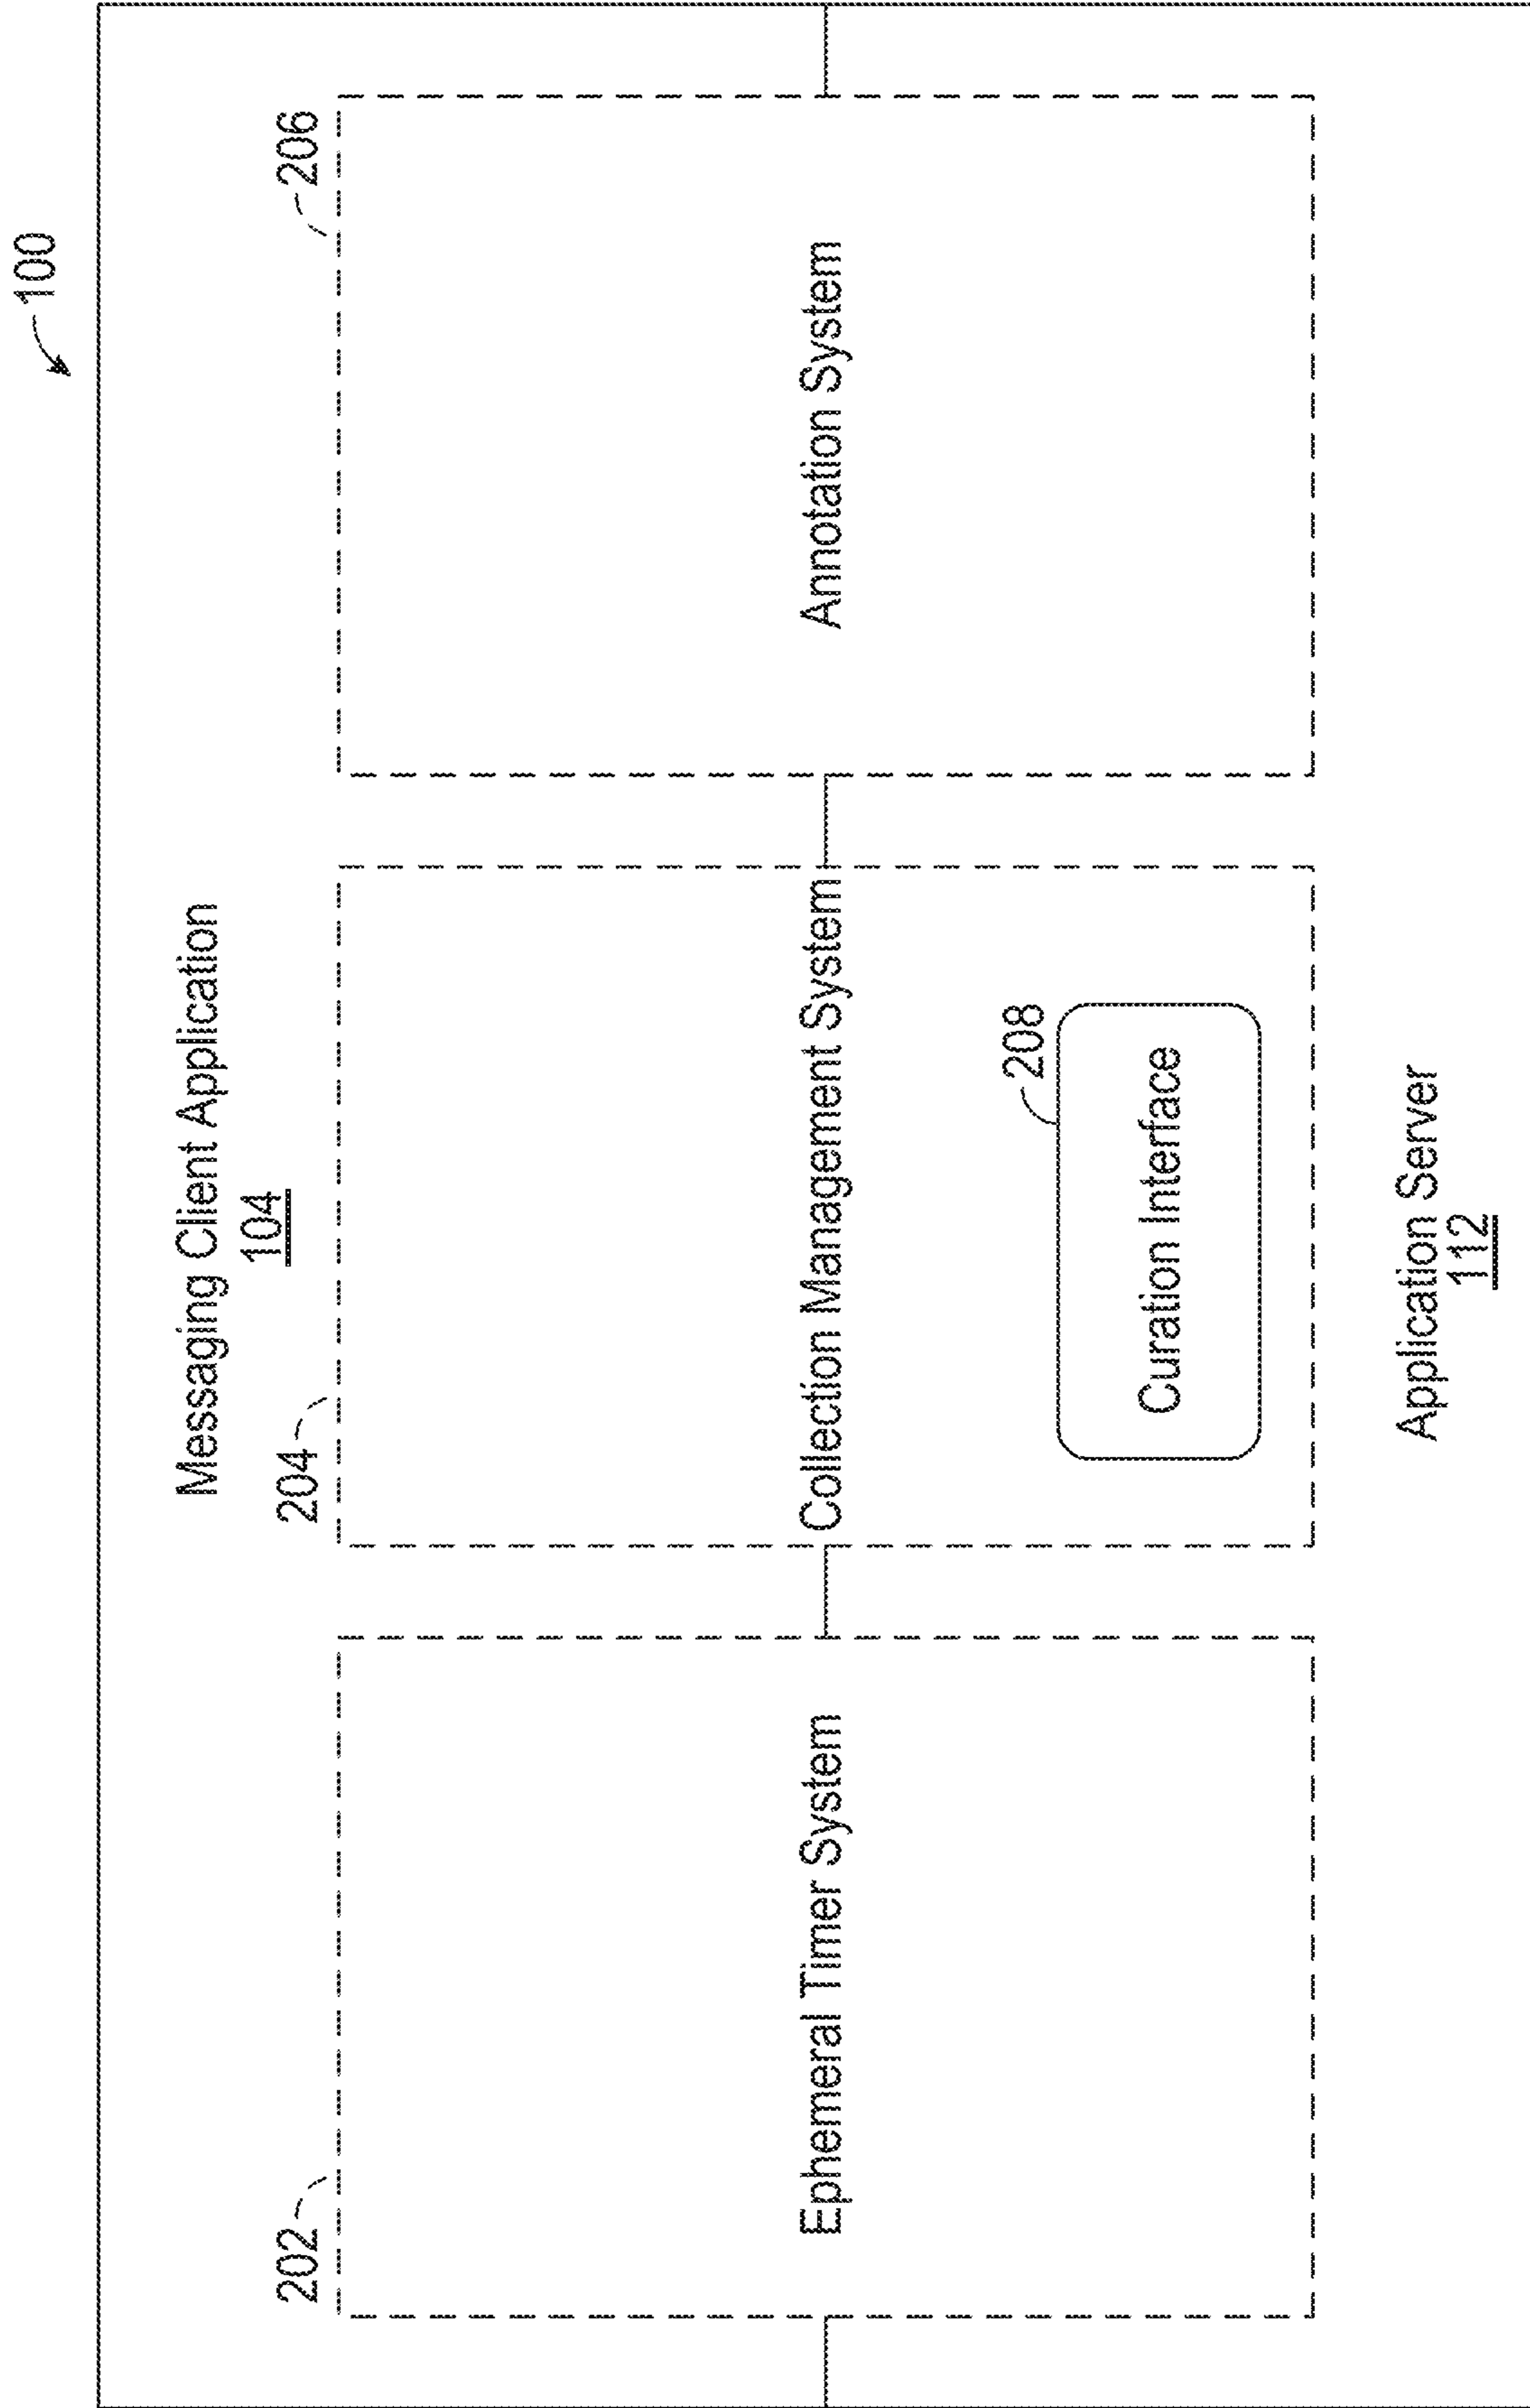 100
Messaging Client Application
104
202
204
206
Ephemeral Timer System
Collection Management System
Annotation System
208
Curation Interface
Application Server
112